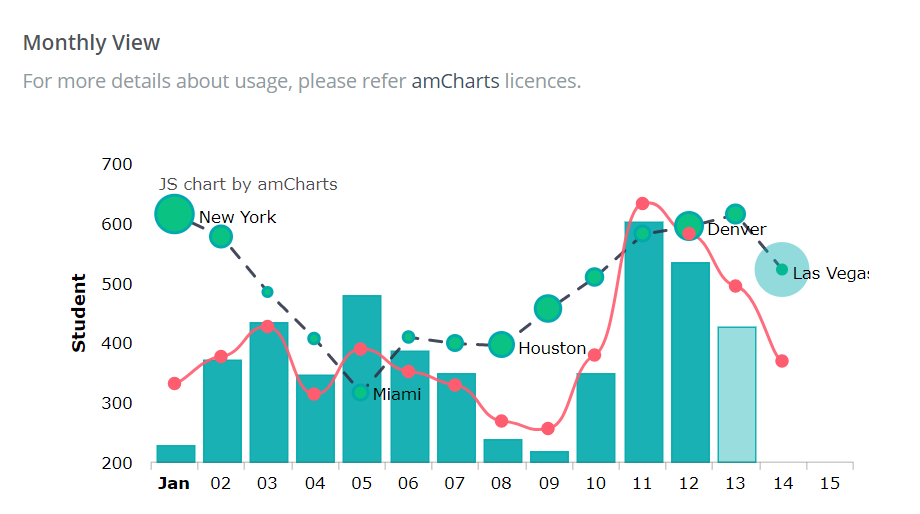 Monthly View
For more details about usage, please refer amCharts licences.
700
JS chart by amCharts
600
New York
Denver
500
Las Vegas
Student
400
Houston
Miami
300
200
Jan 02 03 04 05 06 07 08 09 10 11 12 13 14 15